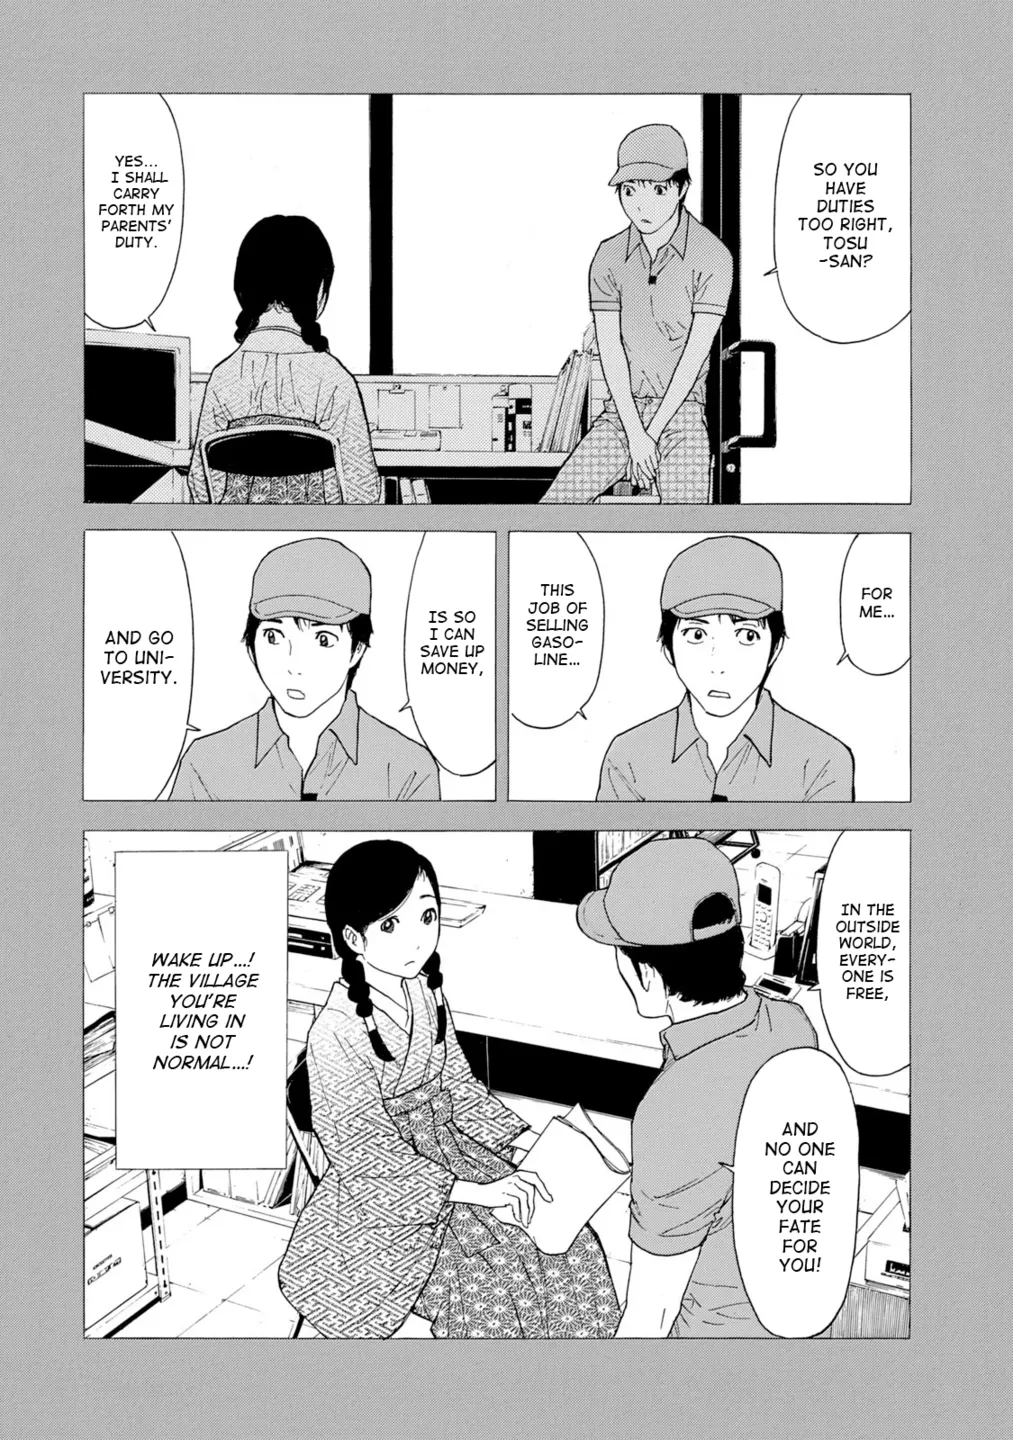 SO YOU
HAVE
DUTIES
TOO RIGHT,
TOSU
-SAN?
YES...
I SHALL
CARRY
FORTH MY
PARENTS'
DUTY.
FOR
ME...
THIS
JOB OF
SELLING
GASO-
LINE...
IS SO
I CAN
SAVE UP
MONEY,
AND GO
TO UNI-
VERSITY.
IN THE
OUTSIDE
WORLD,
EVERY-
ONE IS
FREE,
AND
NO ONE
CAN
DECIDE
YOUR
FATE
FOR
YOU!
WAKE UP...!
THE VILLAGE
YOU'RE
LIVING IN
IS NOT
NORMAL...!